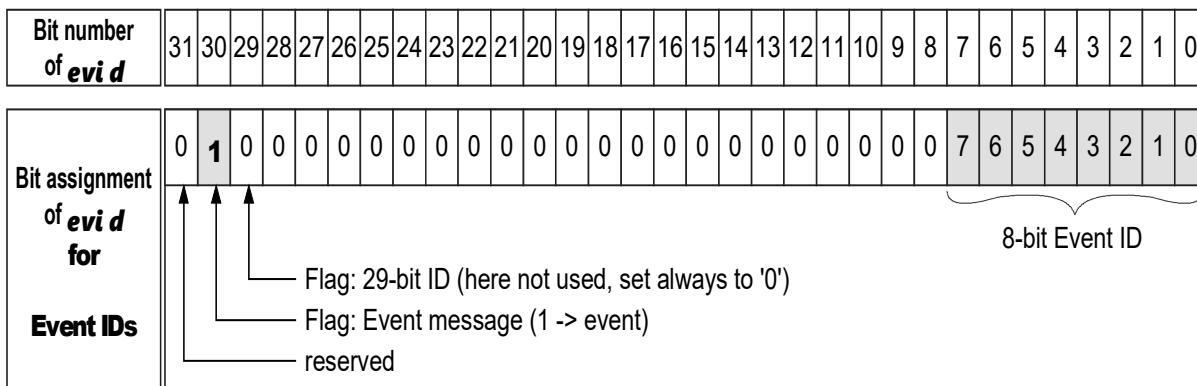 Bit number
of evi d
31 30 29 28 27 26 25 24 23 22 21 20 19 18 17 16 15 14 13 12 11 10 9 8 7 6 5 4 3 2 1 0
Bit assignment
of evi d
for
Event IDs
0 1 0 0 0 0 0 0 0 0 0 0 0 0 0 0 0 0 0 0 0 0 0 0 7 6 5 4 3 2 1 0
8-bit Event ID
Flag: 29-bit ID (here not used, set always to '0')
Flag: Event message (1 -> event)
reserved